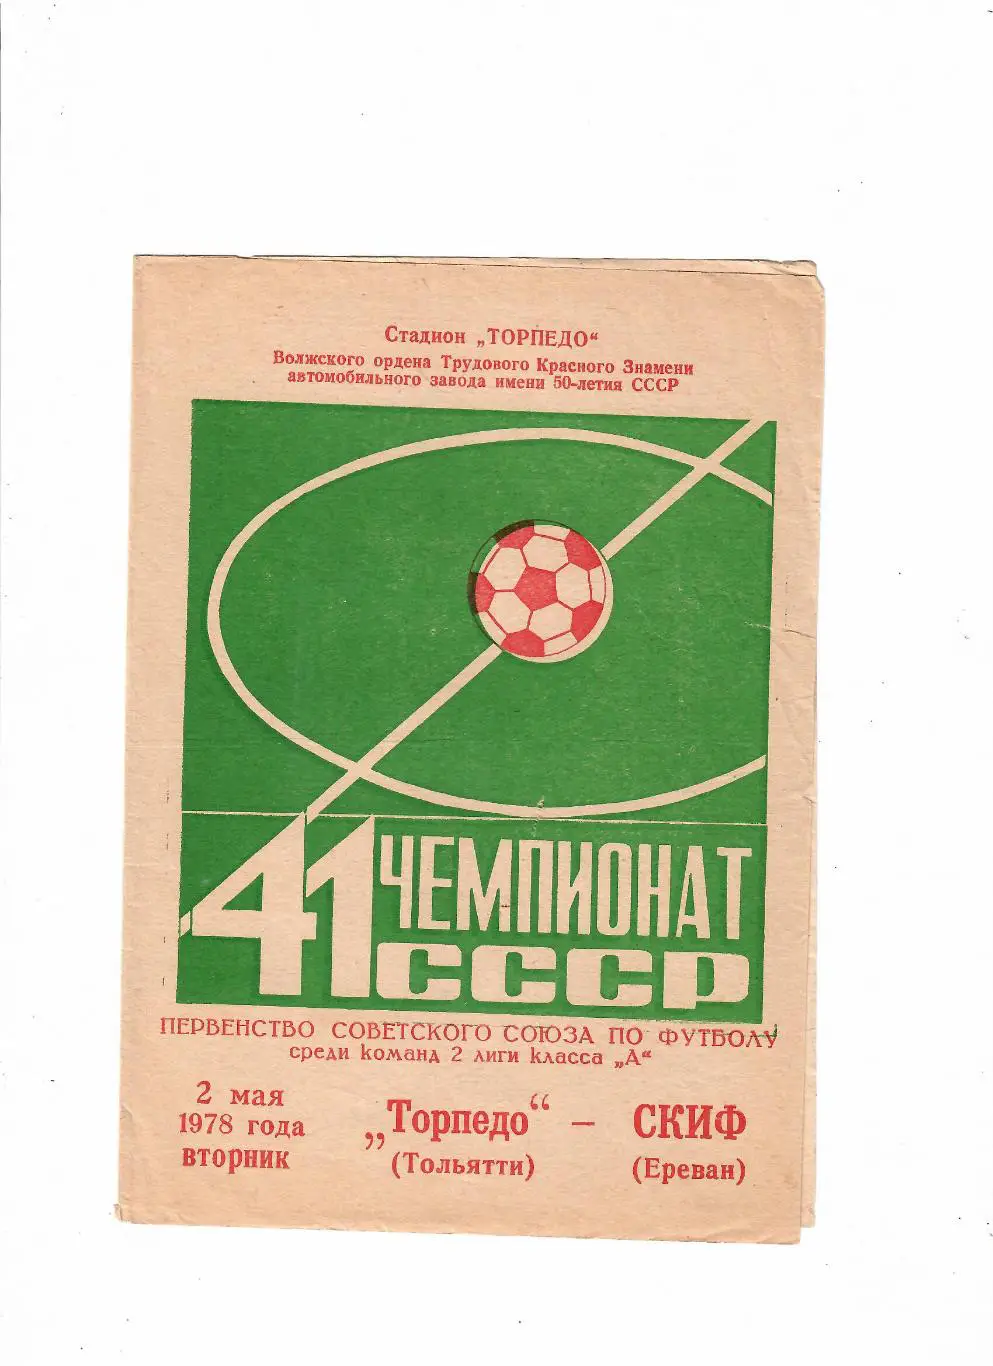 Стадион „ТОРПЕДО“
Волжского ордена Трудового Красного Знамени
автомобильного завода имени 50-летия СССР
41 ЧЕМПИОНАТ
СССР
ПЕРВЕНСТВО СОВЕТСКОГО СОЮЗА ПО ФУТБОЛУ
среди команд 2 лиги класса „А“
2 мая
1978 года
вторник
„Торпедо“ – СКИФ
(Тольятти) (Ереван)